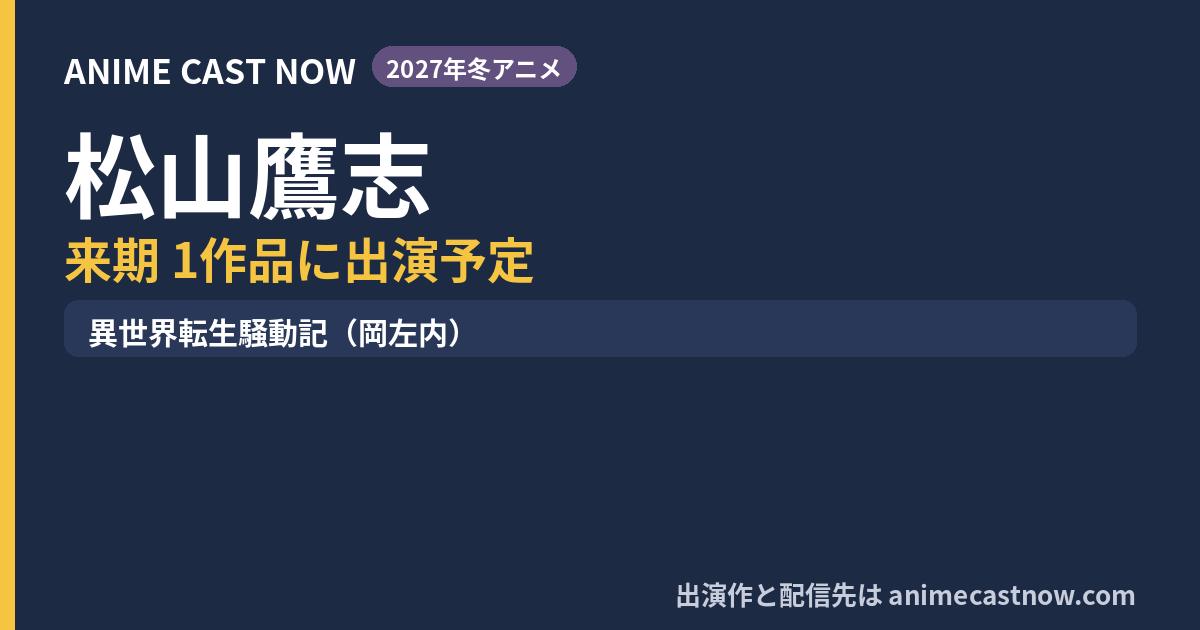 ANIME CAST NOW 2027年冬アニメ
松山鷹志
来期 1作品に出演予定
異世界転生騒動記（岡左内）
出演作と配信先は animecastnow.com